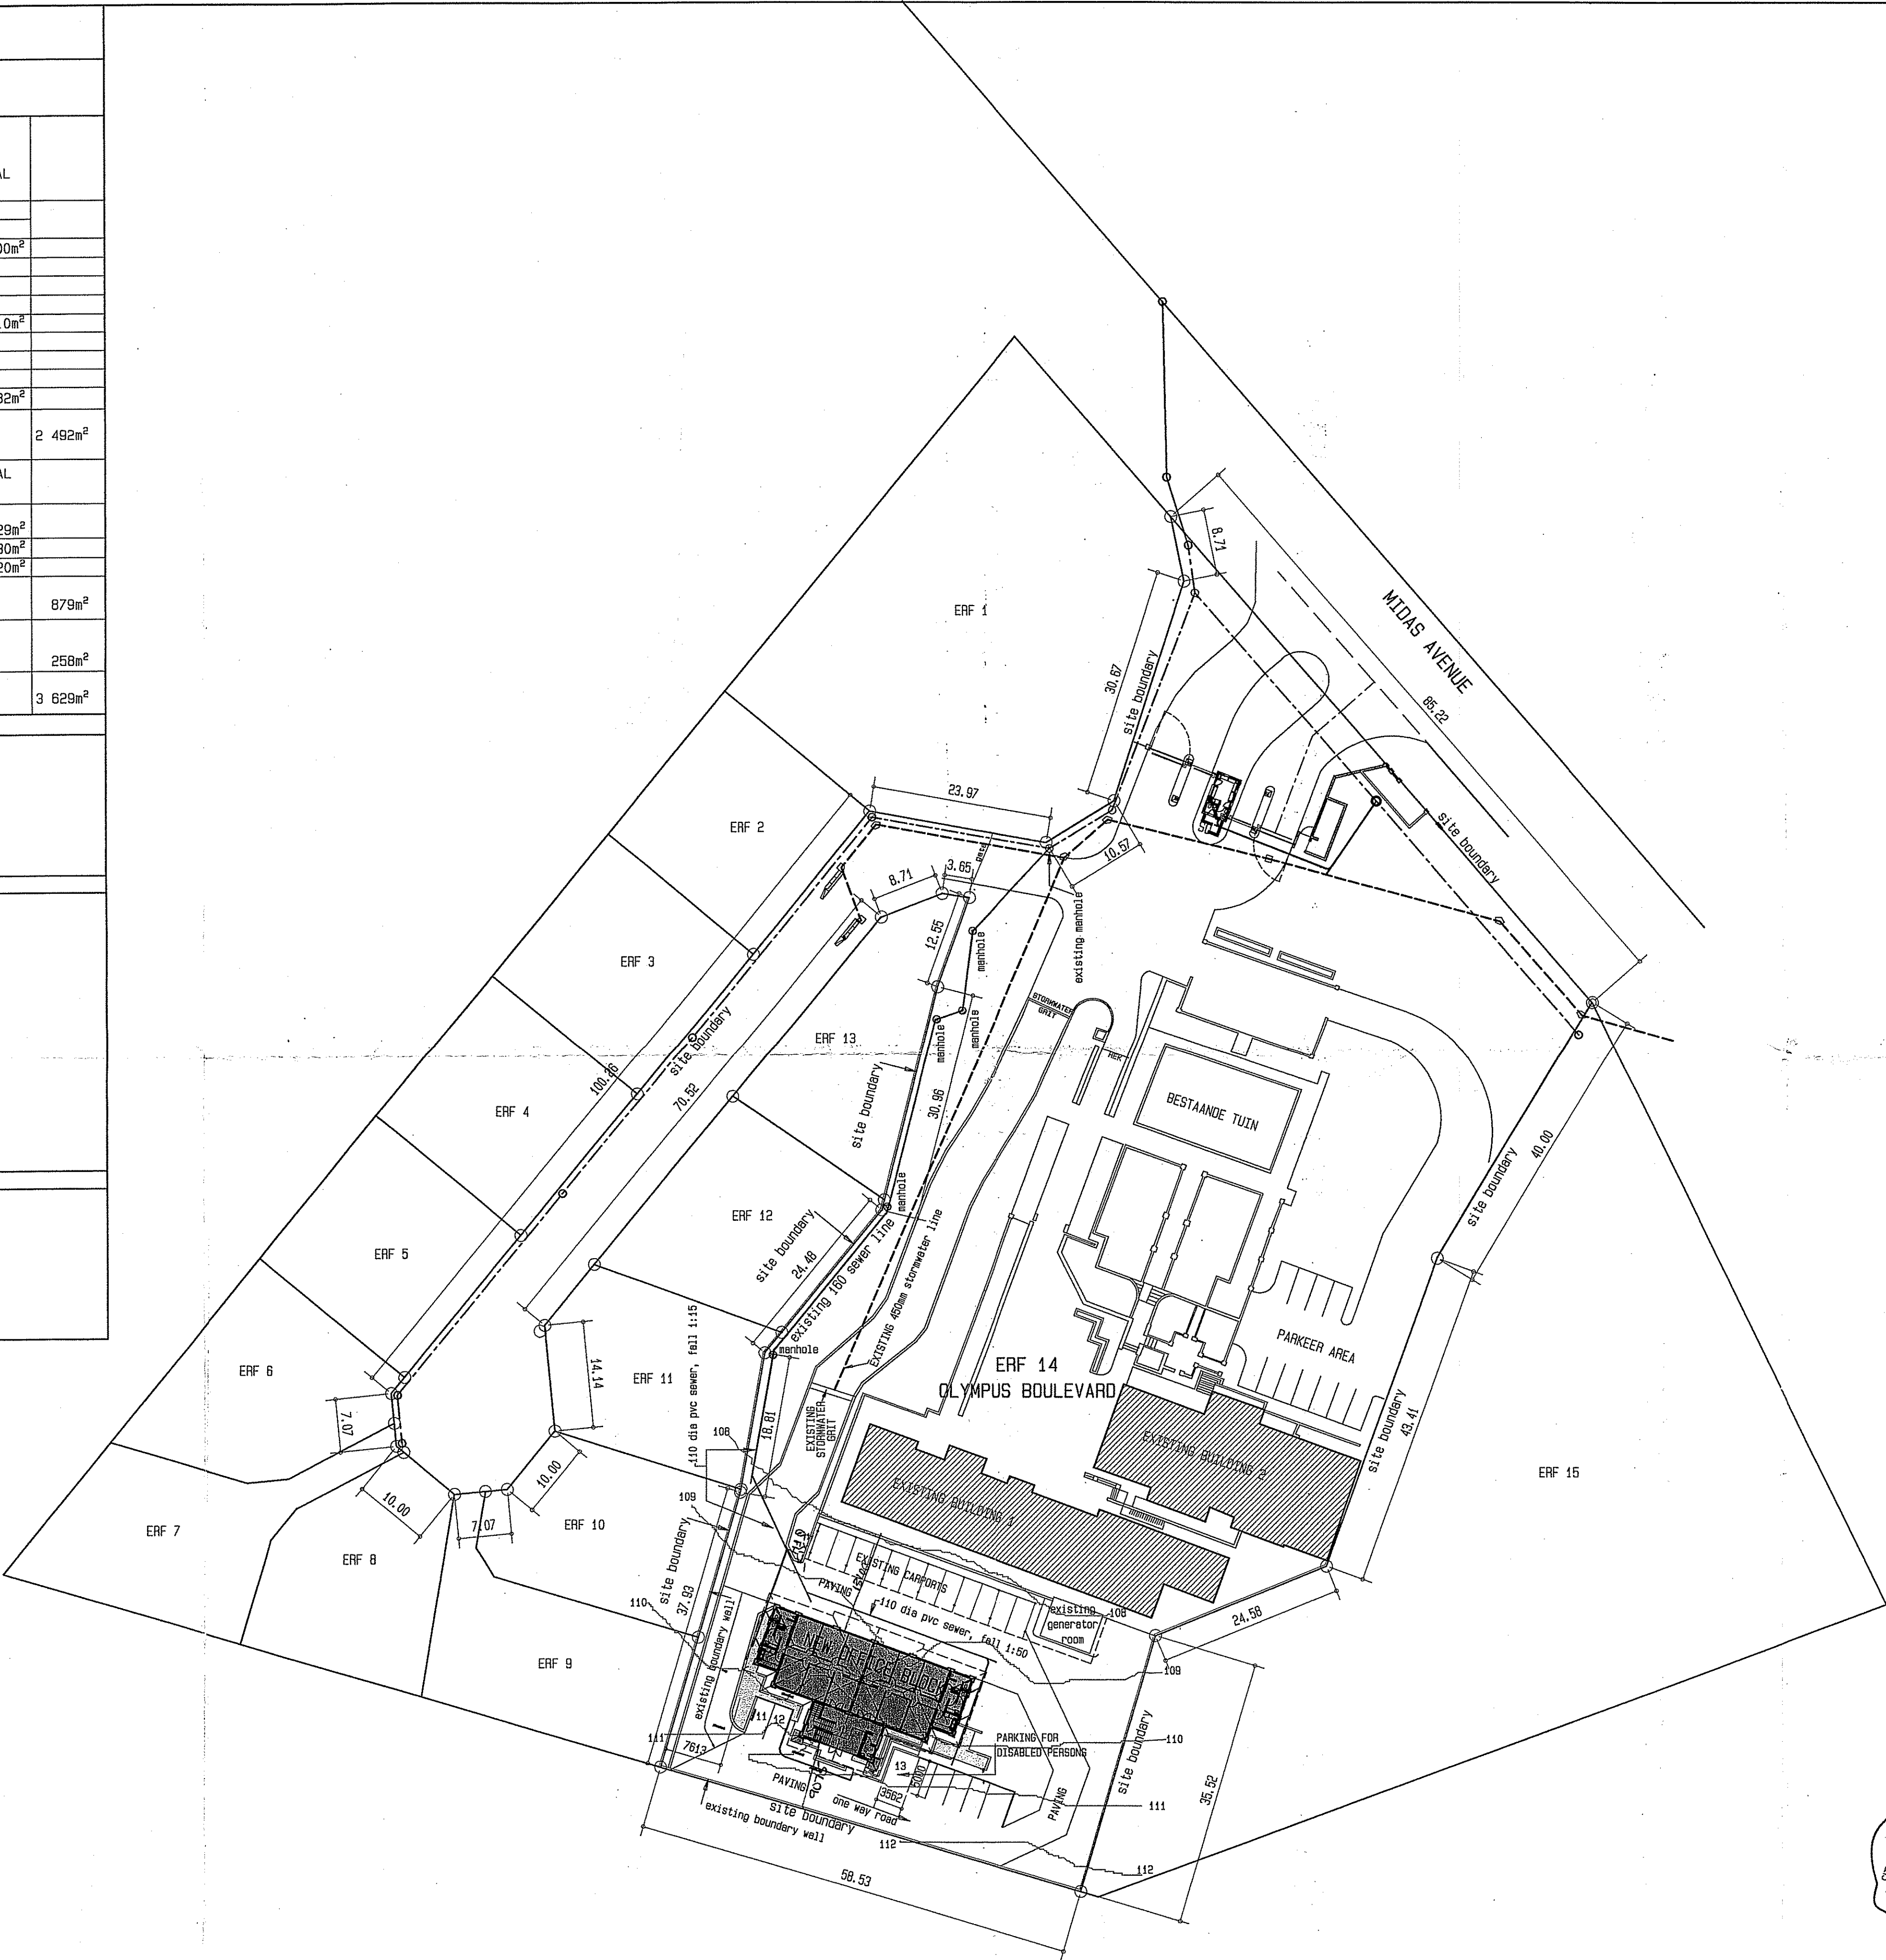 2 492m²
879m²
258m²
3 629m²
MIDAS AVENUE
85.22
8.71
30.67
site boundary
ERF 1
23.97
ERF 2
10.57
site boundary
3.65
8.71
12.55
manhole
existing manhole
ERF 3
site boundary
100.26
70.52
ERF 13
manhole
manhole
STORMWATER
GRIT
HEK
30.96
site boundary
BESTAANDE TUIN
40.00
site boundary
ERF 4
manhole
ERF 12
site boundary
24.48
existing 160 sewer line
EXISTING 450mm stormwater line
ERF 5
110 dia pvc sewer, fall 1:15
manhole
PARKEER AREA
ERF 14
OLYMPUS BOULEVARD
ERF 6
14.14
ERF 11
7.07
18.81
EXISTING
STORMWATER
GRIT
site boundary
43.41
EXISTING BUILDING 2
EXISTING BUILDING 1
ERF 15
108
109
10.00
10.00
7.07
ERF 10
ERF 7
ERF 8
site boundary
37.93
EXISTING CARPORTS
PAVING
110
110 dia pvc sewer, fall 1:50
existing
generator
room
108
24.58
existing boundary wall
NEW OFFICE BLOCK
109
ERF 9
11
12
111
7613
PARKING FOR
DISABLED PERSONS
110
13
5000
3562
PAVING
one way road
PAVING
site boundary
35.52
111
site boundary
existing boundary wall
112
112
58.53